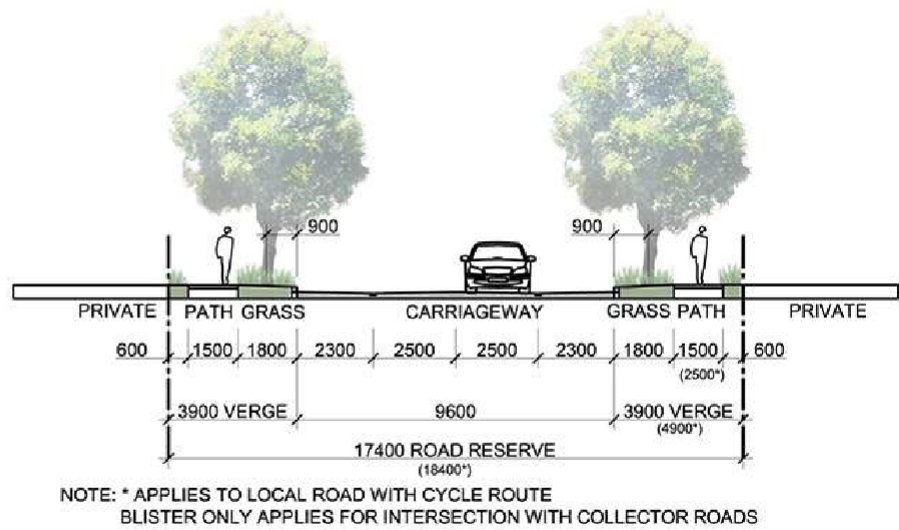 900 900
PRIVATE PATH GRASS CARRIAGEWAY GRASS PATH PRIVATE
600 1500 1800 2300 2500 2500 2300 1800 1500 600
(2500*)
3900 VERGE 9600 3900 VERGE
(4900*)
17400 ROAD RESERVE
(18400*)
NOTE: * APPLIES TO LOCAL ROAD WITH CYCLE ROUTE
BLISTER ONLY APPLIES FOR INTERSECTION WITH COLLECTOR ROADS